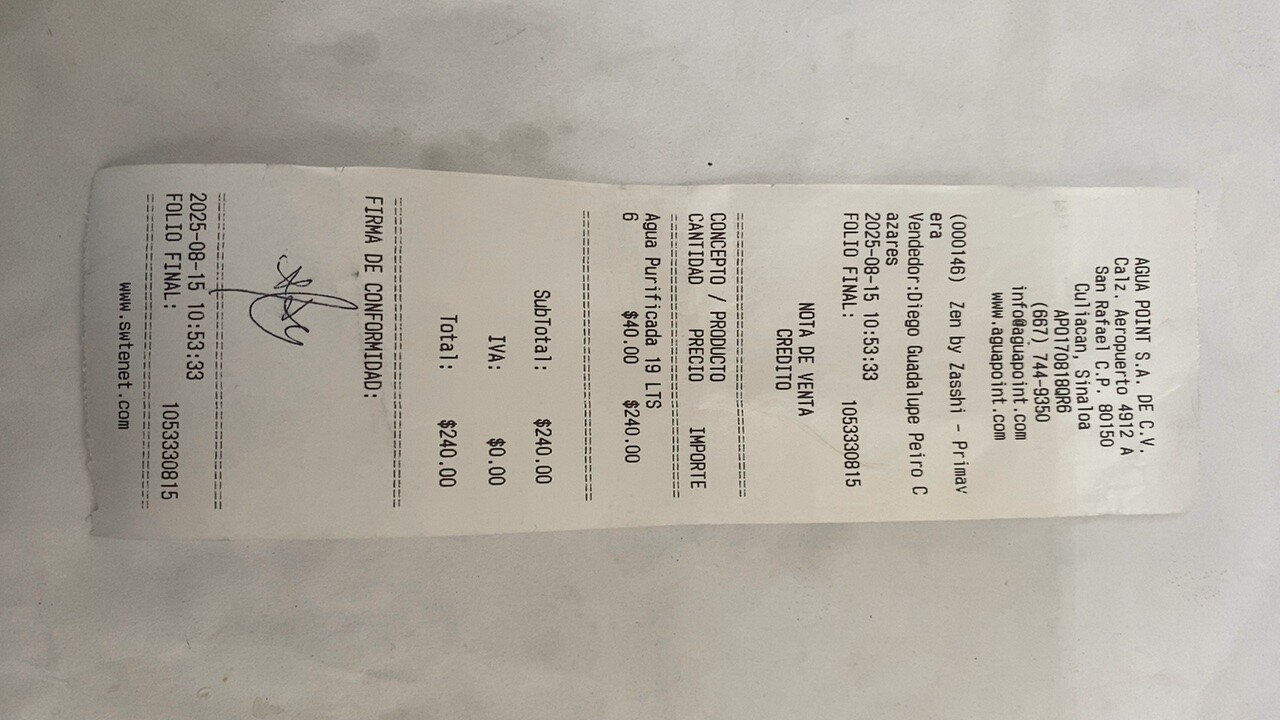 AGUA POINT S.A. DE C.V.
Calz. Aeropuerto 4912 A
San Rafael C.P. 80150
Culiacan, Sinaloa
APO170818QR6
(667) 744-9350
info@aguapoint.com
www.aguapoint.com
(000146) Zen by Zasshi - Primav
era
Vendedor:Diego Guadalupe Peiro C
azares
2025-08-15 10:53:33
FOLIO FINAL: 1053330815
NOTA DE VENTA
CREDITO
================================
CONCEPTO / PRODUCTO
CANTIDAD PRECIO IMPORTE
================================
Agua Purificada 19 LTS
6 $40.00 $240.00
================================
SubTotal: $240.00
IVA: $0.00
Total: $240.00
================================
FIRMA DE CONFORMIDAD:
================================
2025-08-15 10:53:33
FOLIO FINAL: 1053330815
================================
www.swtenet.com